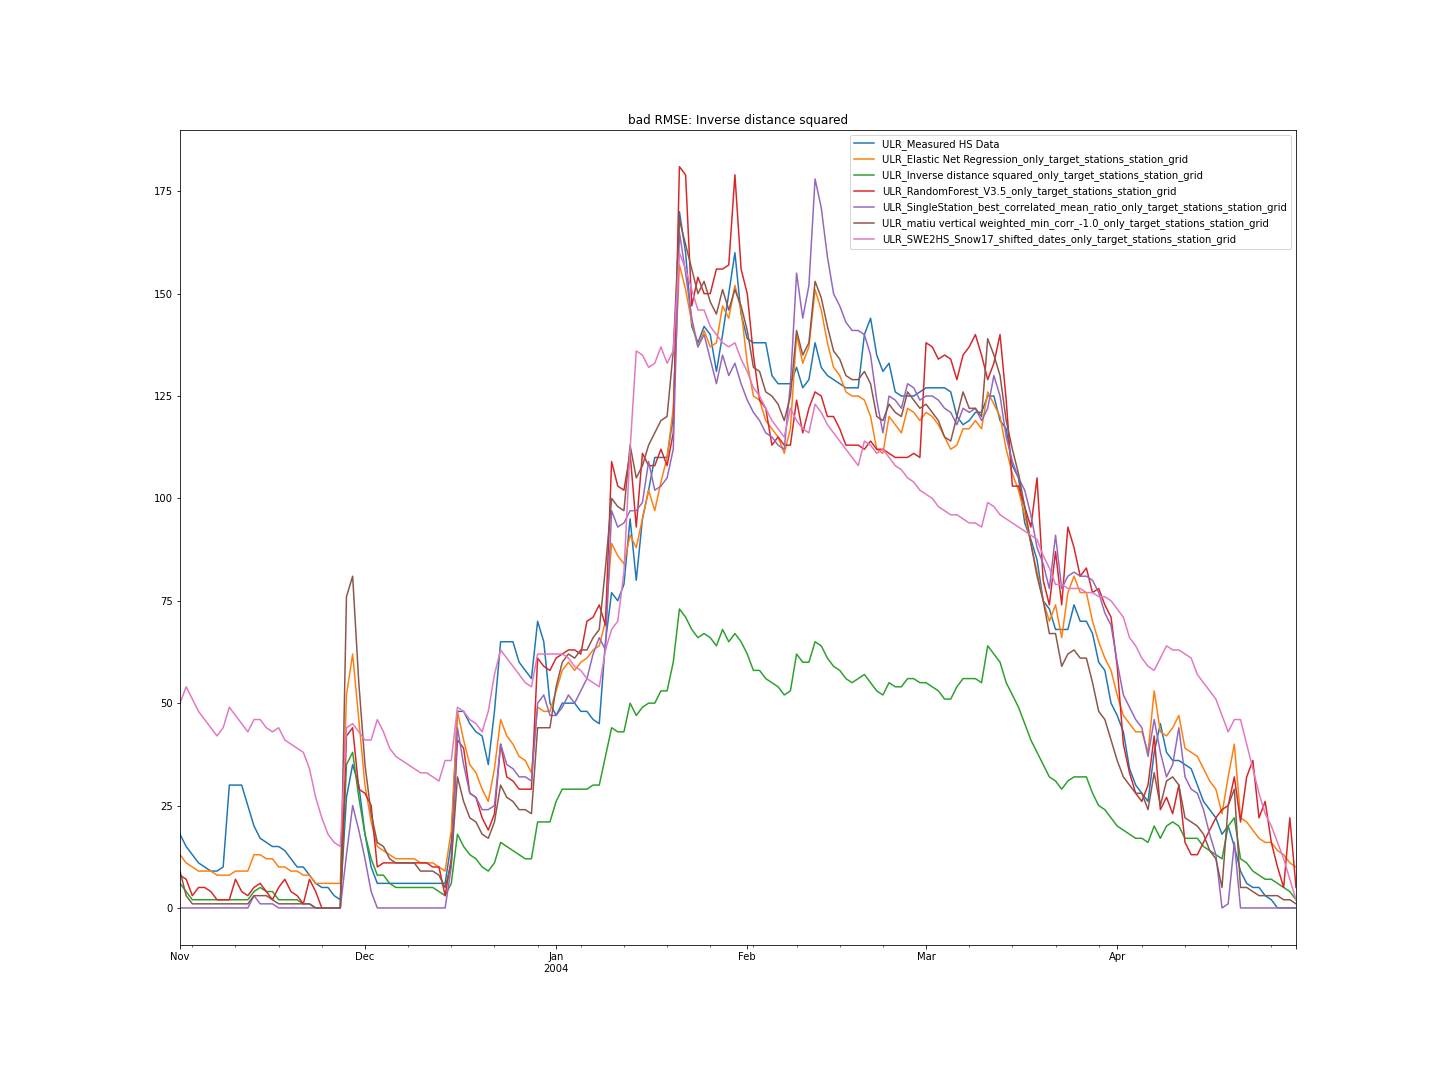 bad RMSE: Inverse distance squared
ULR_Measured HS Data
ULR_Elastic Net Regression_only_target_stations_station_grid
ULR_Inverse distance squared_only_target_stations_station_grid
ULR_RandomForest_V3.5_only_target_stations_station_grid
ULR_SingleStation_best_correlated_mean_ratio_only_target_stations_station_grid
ULR_matiu vertical weighted_min_corr_-1.0_only_target_stations_station_grid
ULR_SWE2HS_Snow17_shifted_dates_only_target_stations_station_grid
175
150
125
100
75
50
25
0
Nov Dec Jan Feb Mar Apr
2004